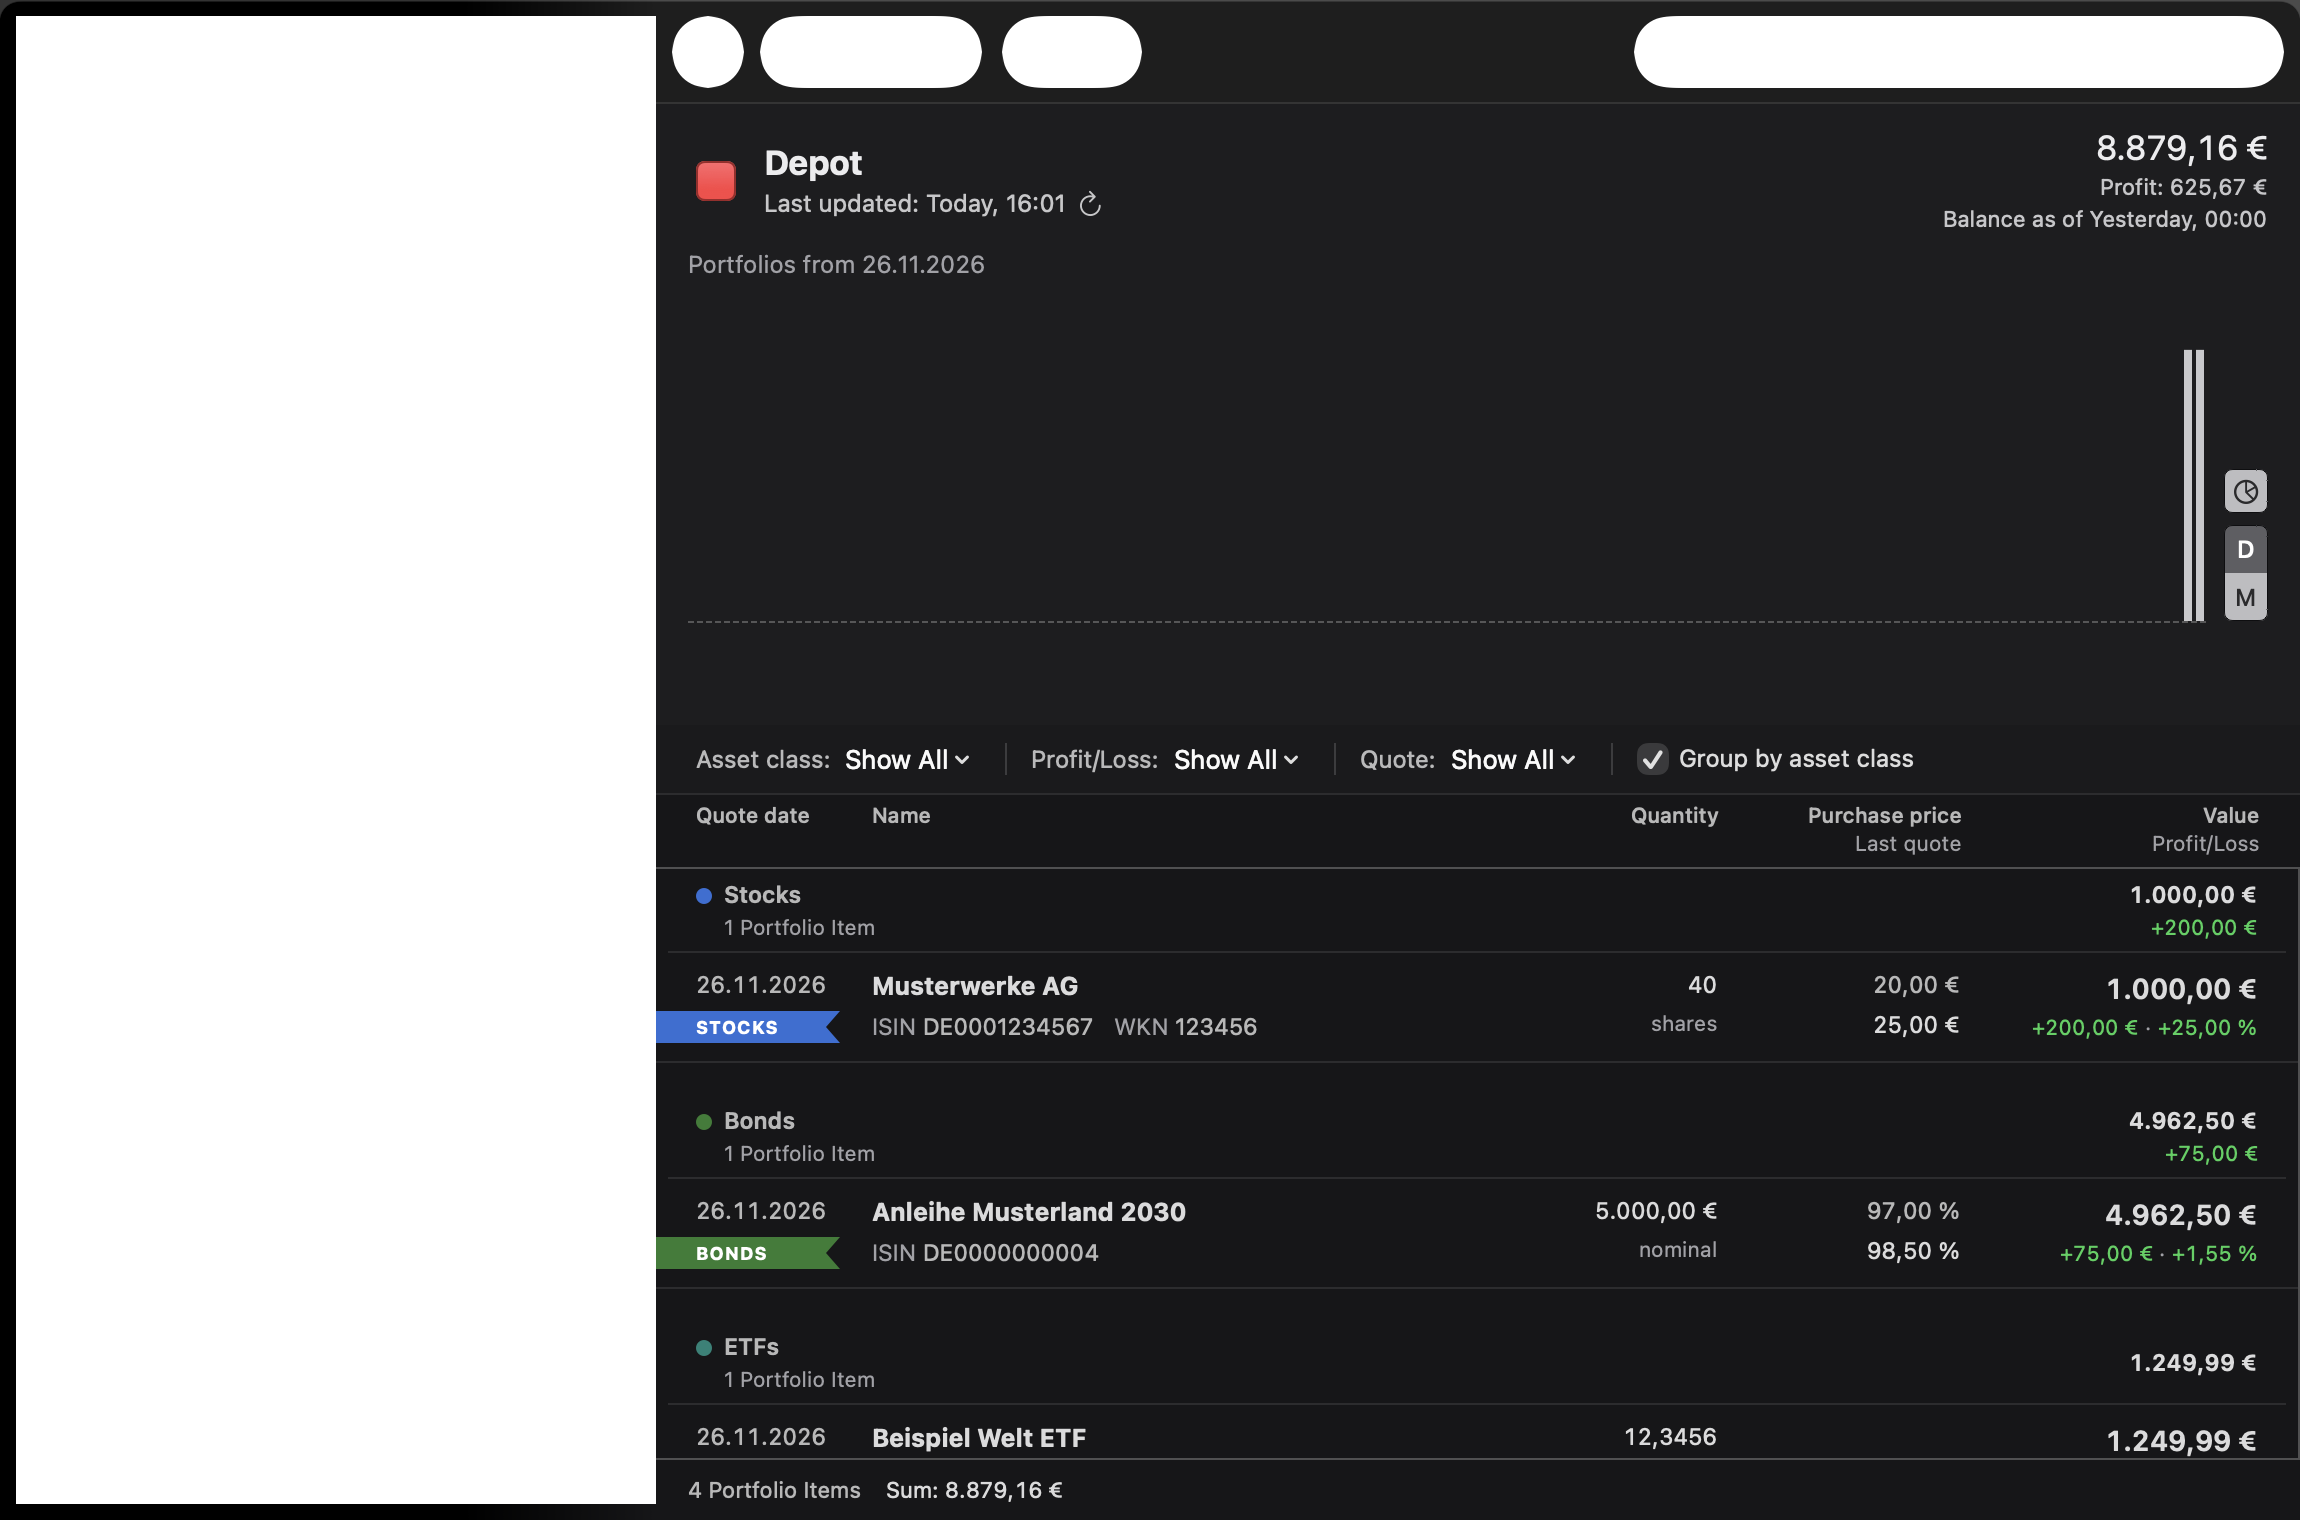 Depot
Last updated: Today, 16:01
8.879,16 €
Profit: 625,67 €
Balance as of Yesterday, 00:00
Portfolios from 26.11.2026
D
M
Asset class: Show All Profit/Loss: Show All Quote: Show All Group by asset class
Quote date Name Quantity Purchase price Value
Last quote Profit/Loss
Stocks 1.000,00 €
1 Portfolio Item +200,00 €
26.11.2026 Musterwerke AG 40 20,00 € 1.000,00 €
STOCKS ISIN DE0001234567 WKN 123456 shares 25,00 € +200,00 € · +25,00 %
Bonds 4.962,50 €
1 Portfolio Item +75,00 €
26.11.2026 Anleihe Musterland 2030 5.000,00 € 97,00 % 4.962,50 €
BONDS ISIN DE0000000004 nominal 98,50 % +75,00 € · +1,55 %
ETFs 1.249,99 €
1 Portfolio Item
26.11.2026 Beispiel Welt ETF 12,3456 1.249,99 €
4 Portfolio Items Sum: 8.879,16 €